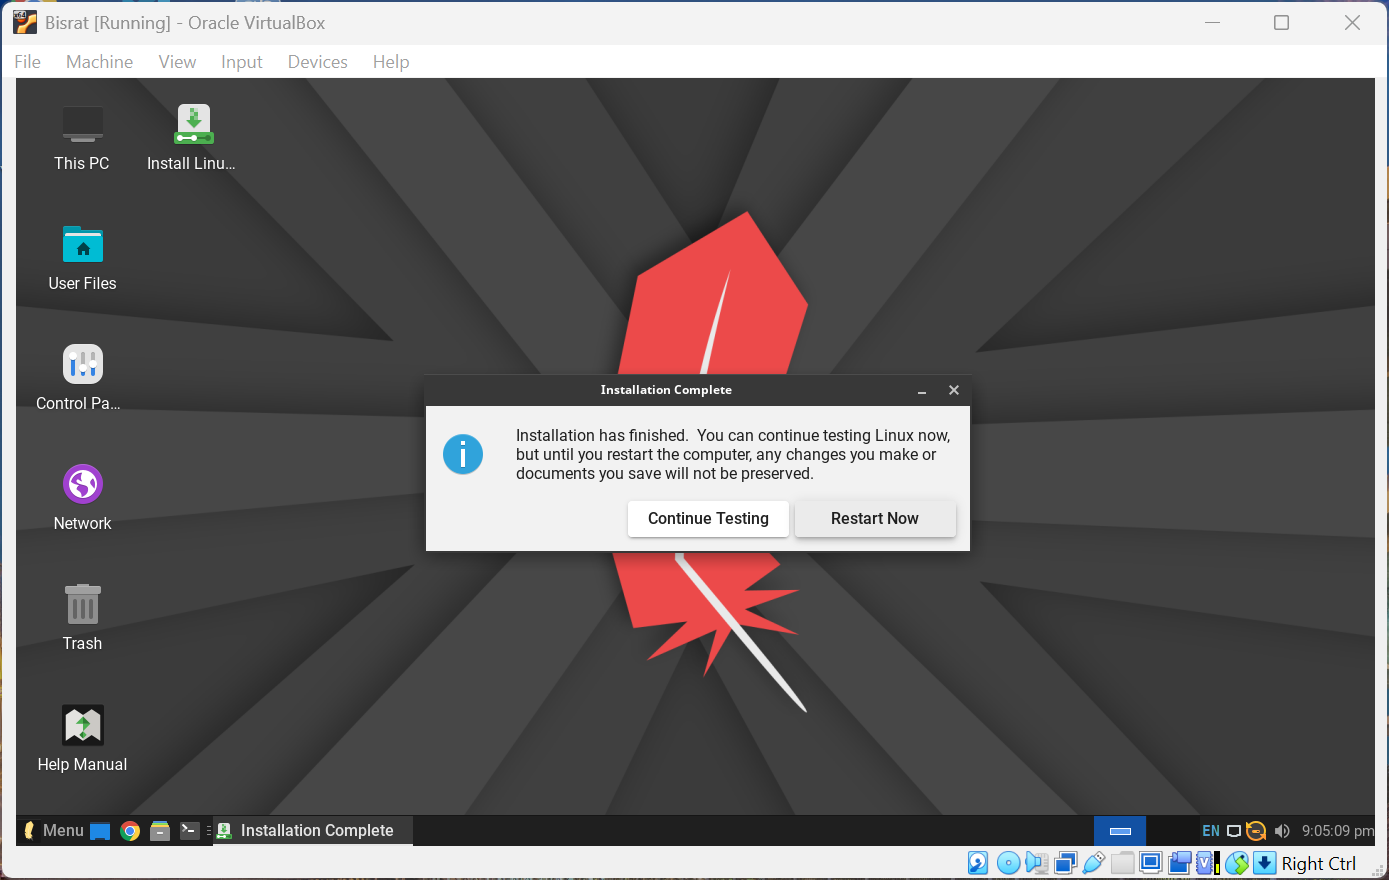 Bisrat [Running] - Oracle VirtualBox
File Machine View Input Devices Help
This PC
Install Linu...
User Files
Control Pa...
Network
Trash
Help Manual
Installation Complete
Installation has finished.  You can continue testing Linux now,
but until you restart the computer, any changes you make or
documents you save will not be preserved.
Continue Testing
Restart Now
Menu
Installation Complete
EN
9:05:09 pm
Right Ctrl